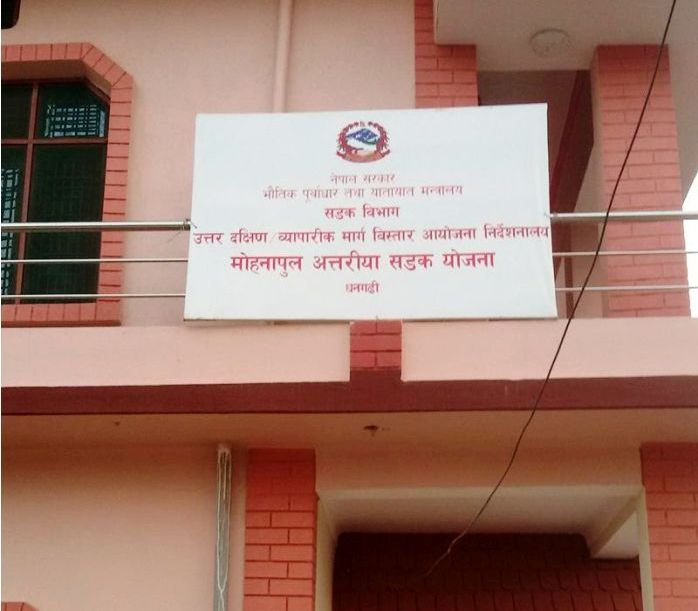 नेपाल सरकार
भौतिक पूर्वाधार तथा यातायात मन्त्रालय
सडक विभाग
उत्तर दक्षिण/व्यापारीक मार्ग विस्तार आयोजना निर्देशनालय
मोहनापुल अत्तरीया सडक योजना
धनगढी